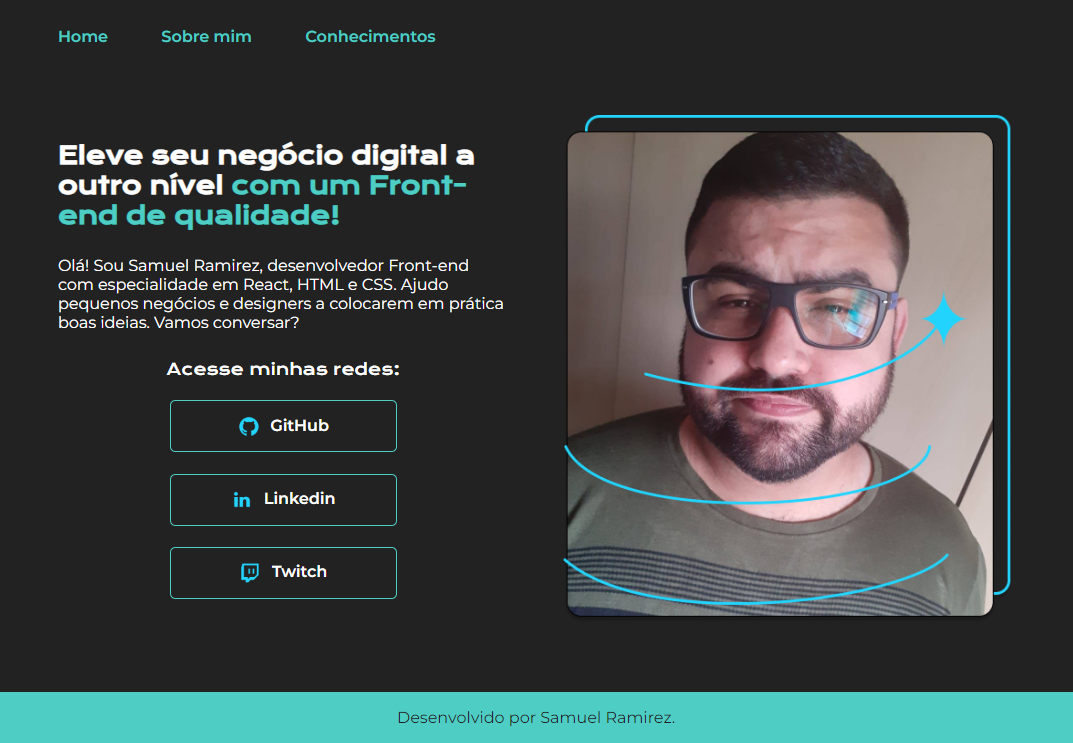 Home Sobre mim Conhecimentos
Eleve seu negócio digital a
outro nível com um Front-
end de qualidade!
Olá! Sou Samuel Ramirez, desenvolvedor Front-end
com especialidade em React, HTML e CSS. Ajudo
pequenos negócios e designers a colocarem em prática
boas ideias. Vamos conversar?
Acesse minhas redes:
GitHub
Linkedin
Twitch
Desenvolvido por Samuel Ramirez.